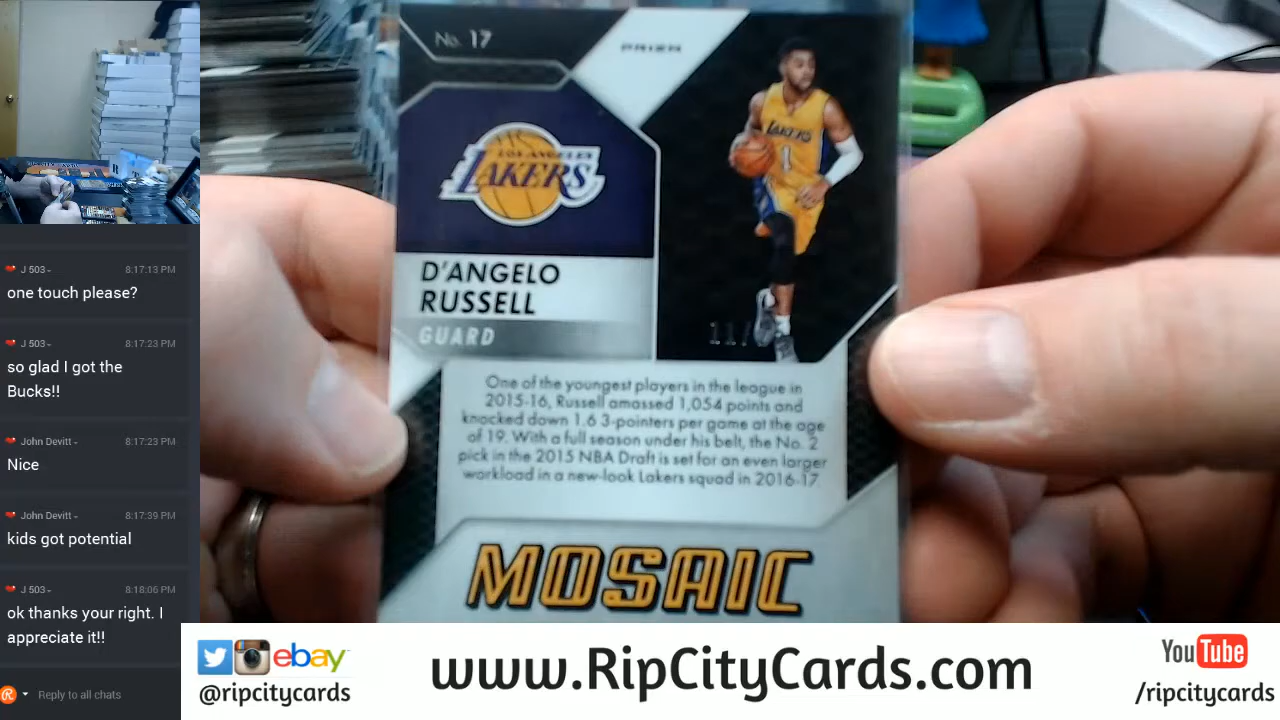 No. 17
PRIZM
LOS ANGELES
LAKERS
LAKERS
1
D'ANGELO
RUSSELL
GUARD
One of the youngest players in the league in
2015-16, Russell amassed 1,054 points and
knocked down 1.6 3-pointers per game at the age
of 19. With a full season under his belt, the No. 2
pick in the 2015 NBA Draft is set for an even larger
workload in a new-look Lakers squad in 2016-17
MOSAIC
J 503 8:17:13 PM
one touch please?
J 503 8:17:23 PM
so glad I got the
Bucks!!
John Devitt 8:17:23 PM
Nice
John Devitt 8:17:39 PM
kids got potential
J 503 8:18:06 PM
ok thanks your right. I
appreciate it!!
Reply to all chats
ebay
@ripcitycards
www.RipCityCards.com
YouTube
/ripcitycards